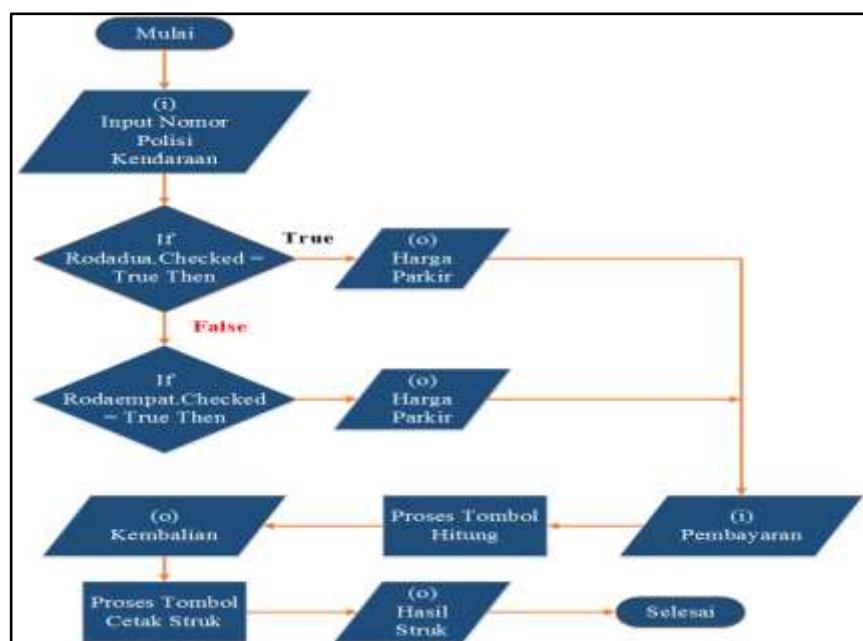 Mulai
(i)
Input Nomor
Polisi
Kendaraan
If
Rodadua.Checked =
True Then
True
(o)
Harga
Parkir
False
If
Rodaempat.Checked
= True Then
(o)
Harga
Parkir
(i)
Pembayaran
Proses Tombol
Hitung
(o)
Kembalian
Proses Tombol
Cetak Struk
(o)
Hasil
Struk
Selesai